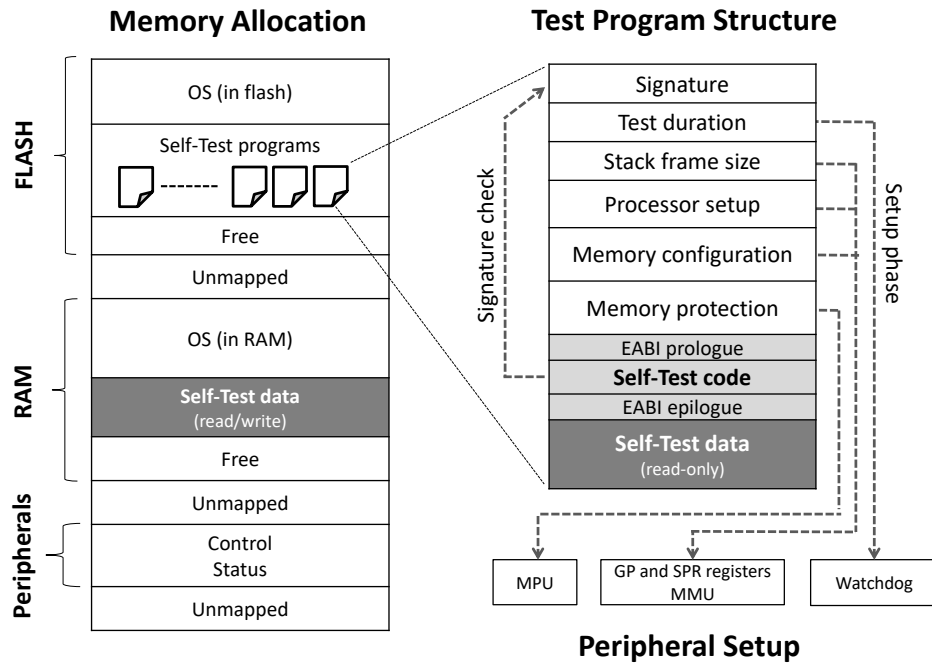 Memory Allocation
FLASH
OS (in flash)
Self-Test programs
Free
Unmapped
RAM
OS (in RAM)
Self-Test data
(read/write)
Free
Unmapped
Peripherals
Control
Status
Unmapped
Test Program Structure
Signature
Test duration
Stack frame size
Processor setup
Memory configuration
Memory protection
EABI prologue
Self-Test code
EABI epilogue
Self-Test data
(read-only)
Signature check
Setup phase
MPU
GP and SPR registers
MMU
Watchdog
Peripheral Setup